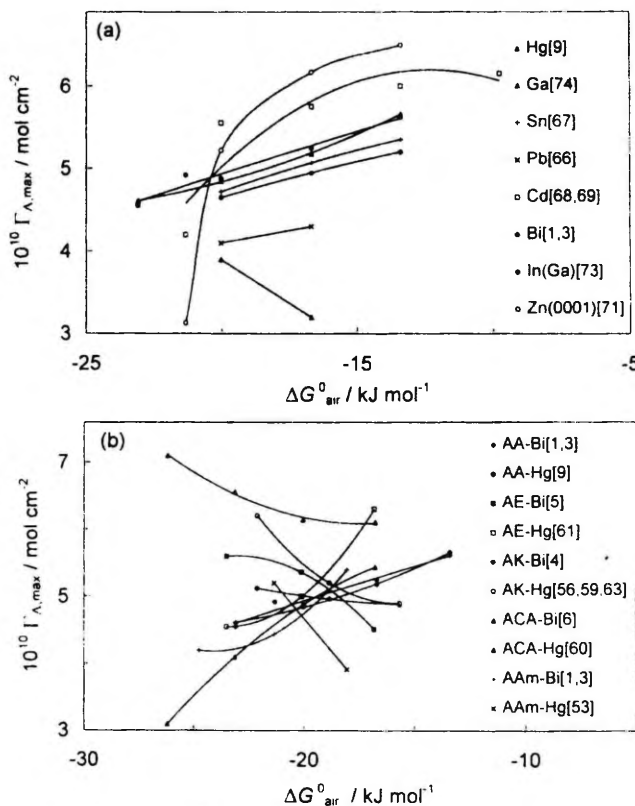 (a)
10¹⁰ Γ_A,max / mol cm⁻²
6
5
4
3
-25
-15
-5
ΔG⁰_air / kJ mol⁻¹
Hg[9]
Ga[74]
Sn[67]
Pb[66]
Cd[68,69]
Bi[1,3]
In(Ga)[73]
Zn(0001)[71]
(b)
10¹⁰ Γ_A,max / mol cm⁻²
7
5
3
-30
-20
-10
ΔG⁰_air / kJ mol⁻¹
AA-Bi[1,3]
AA-Hg[9]
AE-Bi[5]
AE-Hg[61]
AK-Bi[4]
AK-Hg[56,59,63]
ACA-Bi[6]
ACA-Hg[60]
AAm-Bi[1,3]
AAm-Hg[53]